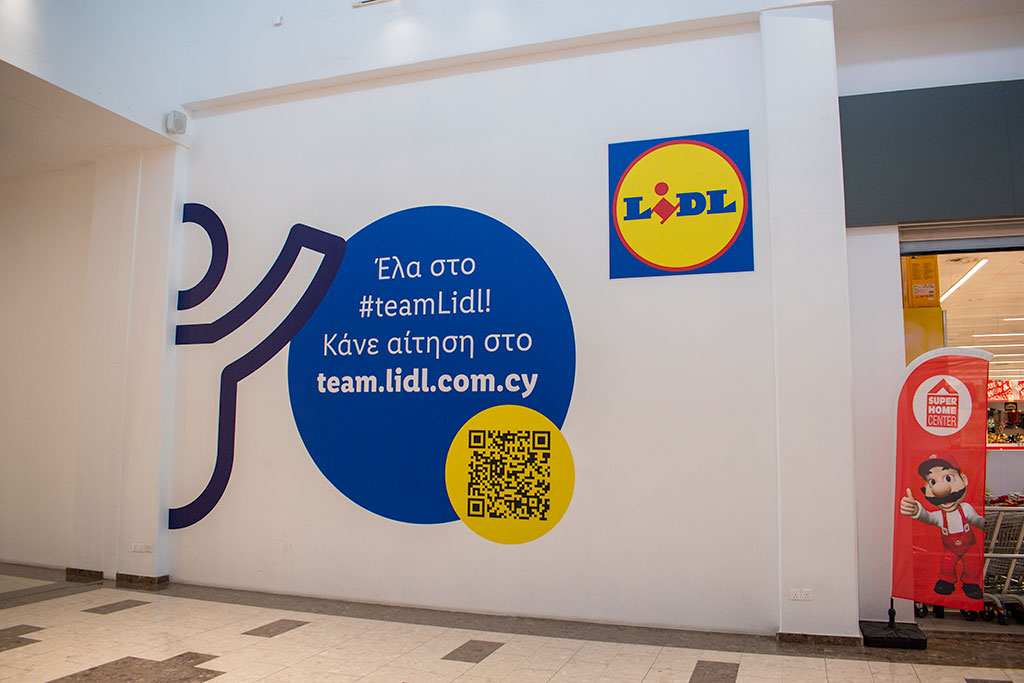 Έλα στο
#teamLidl!
Κάνε αίτηση στο
team.lidl.com.cy
LIDL
SUPER
HOME
CENTER